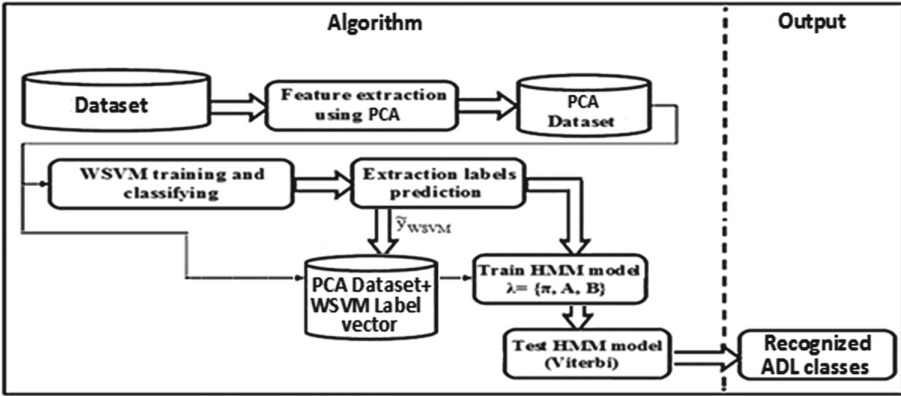 Algorithm
Output
Dataset
Feature extraction
using PCA
PCA
Dataset
WSVM training and
classifying
Extraction labels
prediction
ỹWSVM
PCA Dataset+
WSVM Label
vector
Train HMM model
λ= {π, A, B}
Test HMM model
(Viterbi)
Recognized
ADL classes